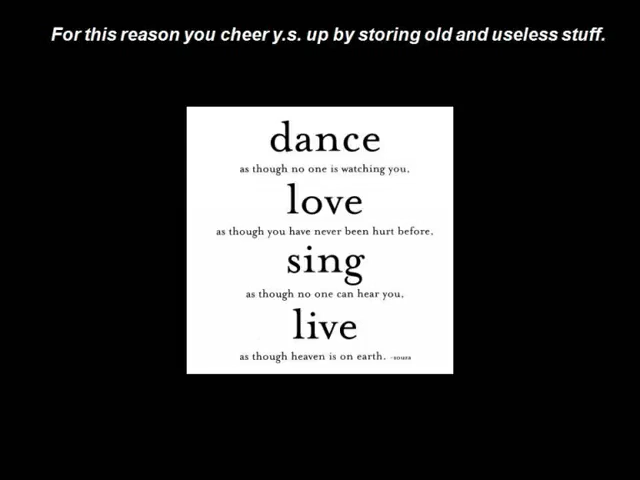 For this reason you cheer y.s. up by storing old and useless stuff.
dance
as though no one is watching you,
love
as though you have never been hurt before,
sing
as though no one can hear you,
live
as though heaven is on earth. -souza